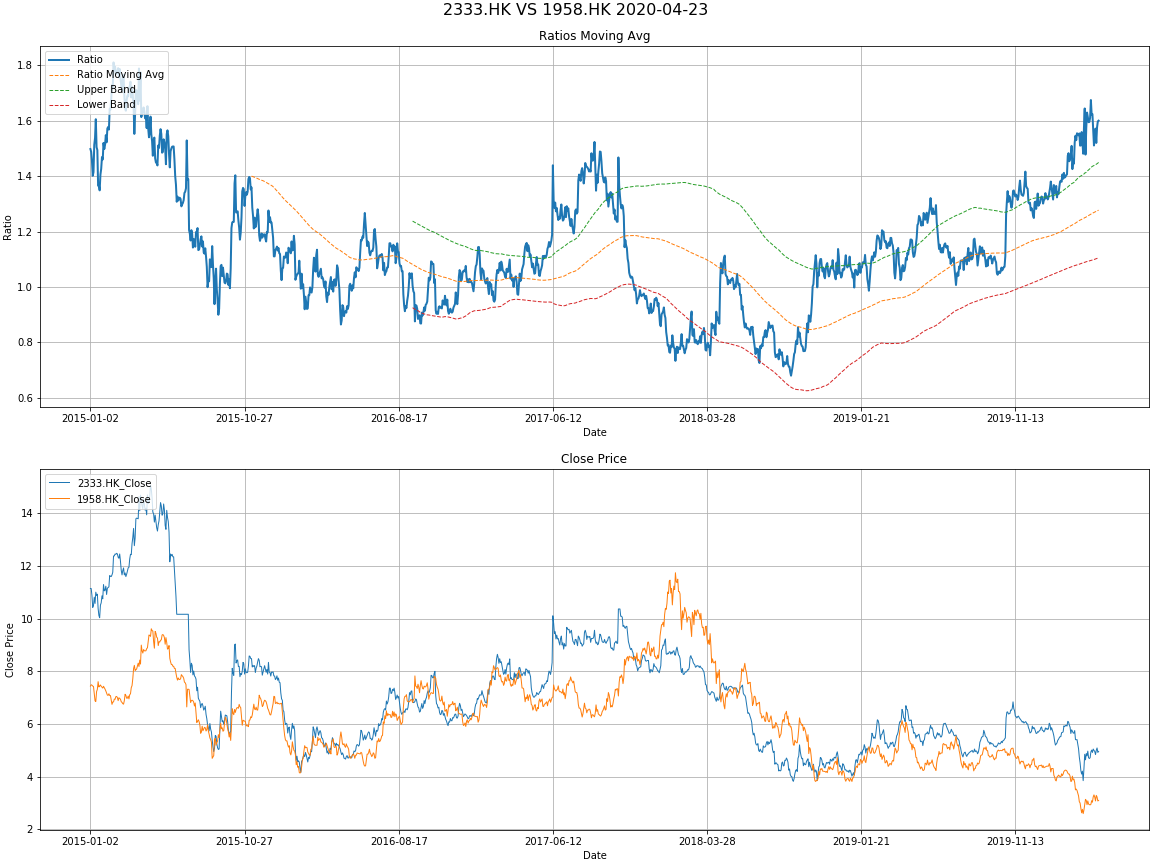 2333.HK VS 1958.HK 2020-04-23
Ratios Moving Avg
Ratio
Ratio Moving Avg
Upper Band
Lower Band
1.8
1.6
1.4
1.2
1.0
0.8
0.6
Ratio
2015-01-02 2015-10-27 2016-08-17 2017-06-12 2018-03-28 2019-01-21 2019-11-13
Date
Close Price
2333.HK_Close
1958.HK_Close
14
12
10
8
6
4
2
Close Price
2015-01-02 2015-10-27 2016-08-17 2017-06-12 2018-03-28 2019-01-21 2019-11-13
Date